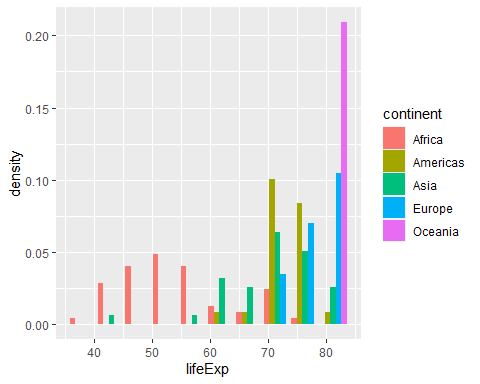 0.20
0.15
0.10
0.05
0.00
density
40 50 60 70 80
lifeExp
continent
Africa
Americas
Asia
Europe
Oceania